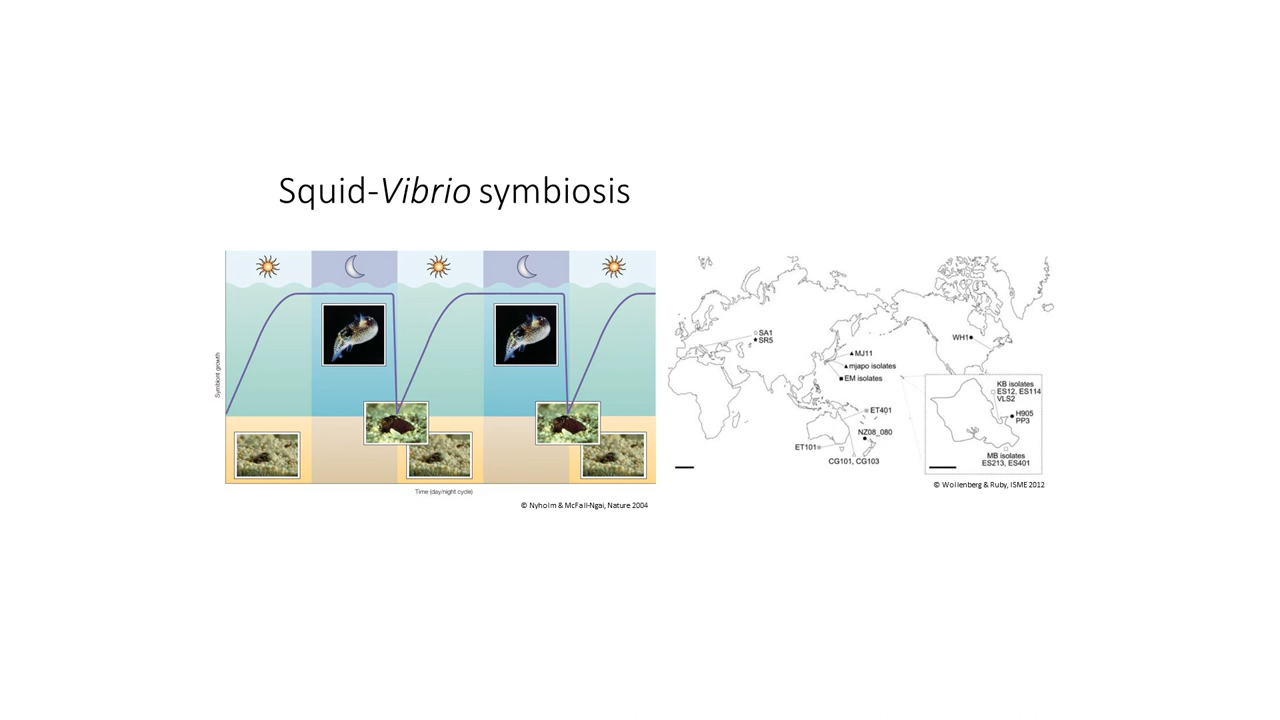 Squid-Vibrio symbiosis
Symbiont growth
Time (day/night cycle)
© Nyholm & McFall-Ngai, Nature 2004
SA1
SR5
MJ11
mjapo isolates
EM isolates
WH1
ET401
NZ08_080
ET101
CG101, CG103
KB isolates
ES12, ES114
VLS2
H905
PP3
MB isolates
ES213, ES401
© Wollenberg & Ruby, ISME 2012